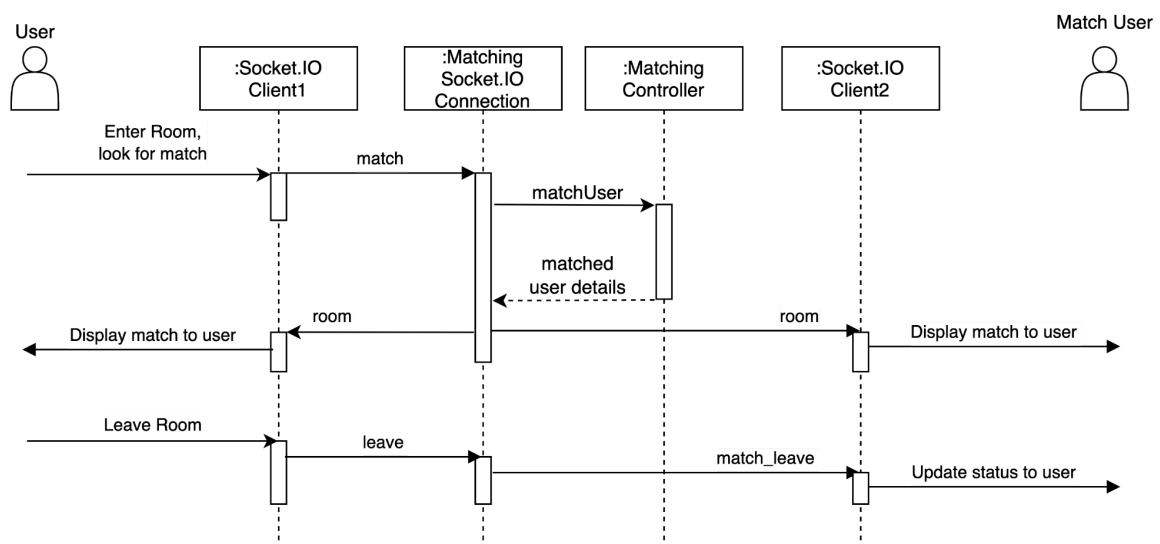 User
Match User
:Socket.IO
Client1
:Matching
Socket.IO
Connection
:Matching
Controller
:Socket.IO
Client2
Enter Room,
look for match
match
matchUser
matched
user details
room
room
Display match to user
Display match to user
Leave Room
leave
match_leave
Update status to user